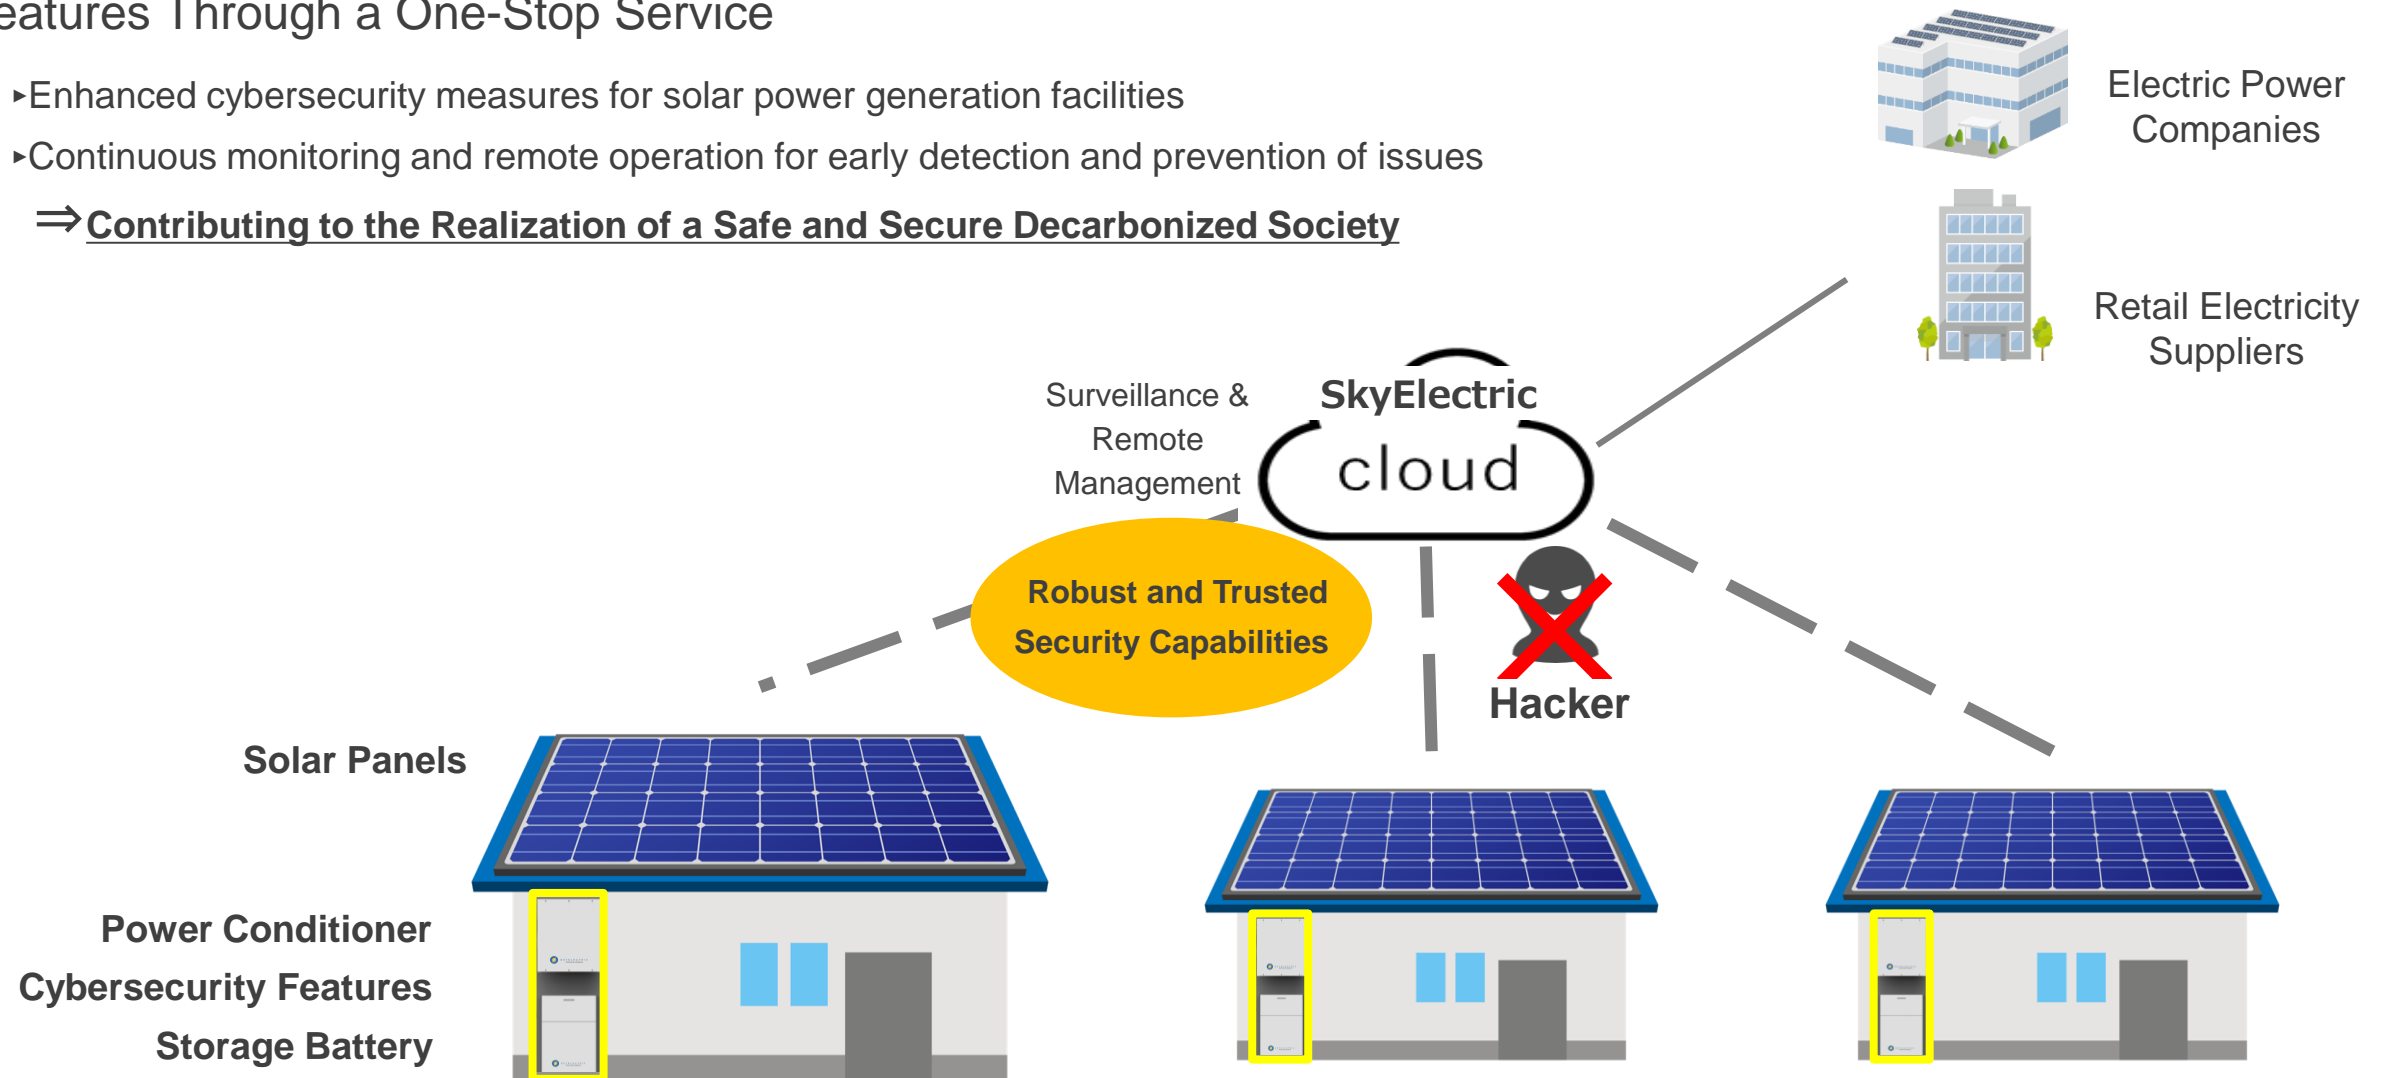 eatures Through a One-Stop Service
▸Enhanced cybersecurity measures for solar power generation facilities
▸Continuous monitoring and remote operation for early detection and prevention of issues
⇒Contributing to the Realization of a Safe and Secure Decarbonized Society
Electric Power
Companies
Retail Electricity
Suppliers
Surveillance &
Remote
Management
SkyElectric
cloud
Robust and Trusted
Security Capabilities
Hacker
Solar Panels
Power Conditioner
Cybersecurity Features
Storage Battery